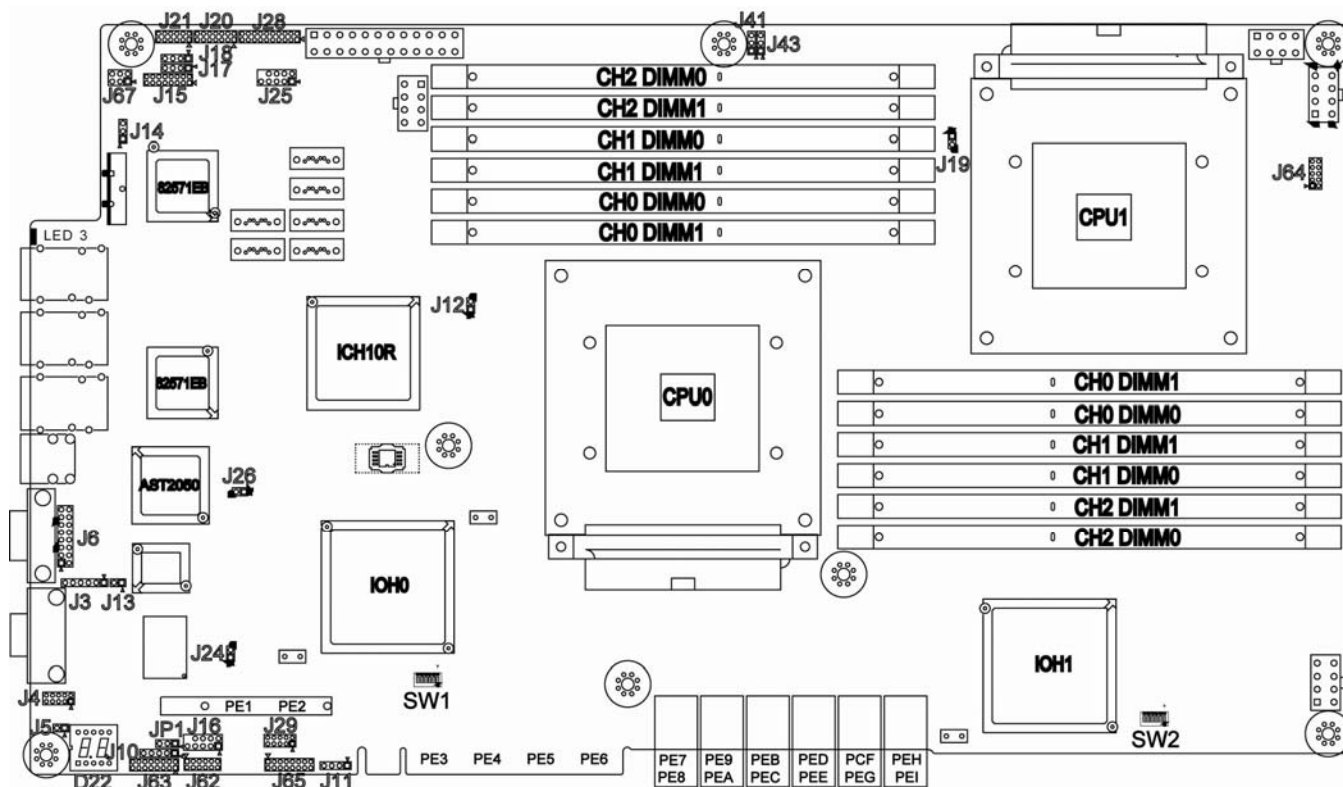 J21 J20 J28
J41
J43
J18
J17
J67
J15
J25
J14
82571EB
LED 3
CH2 DIMM0
CH2 DIMM1
CH1 DIMM0
CH1 DIMM1
CH0 DIMM0
CH0 DIMM1
J19
CPU1
J64
J12
ICH10R
82571EB
CPU0
CH0 DIMM1
CH0 DIMM0
CH1 DIMM1
CH1 DIMM0
CH2 DIMM1
CH2 DIMM0
AST2050
J26
J6
J3
J13
IOH0
IOH1
J24
SW1
SW2
J4
PE1 PE2
J5
JP1
J16
J29
J10
D22
J63
J62
J65
J11
PE3 PE4 PE5 PE6
PE7 PE9 PEB PED PCF PEH
PE8 PEA PEC PEE PEG PEI